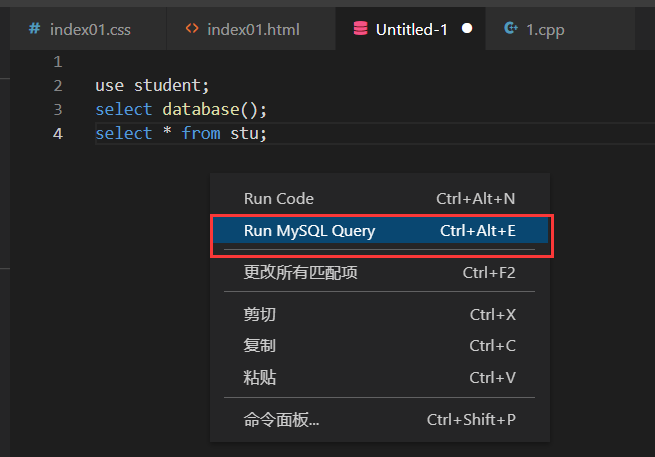 # index01.css <> index01.html Untitled-1 ● C+ 1.cpp
1
2 use student;
3 select database();
4 select * from stu;
Run Code Ctrl+Alt+N
Run MySQL Query Ctrl+Alt+E
更改所有匹配项 Ctrl+F2
剪切 Ctrl+X
复制 Ctrl+C
粘贴 Ctrl+V
命令面板... Ctrl+Shift+P